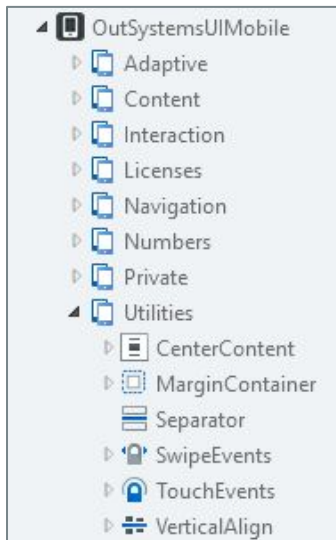 OutSystemsUIMobile
Adaptive
Content
Interaction
Licenses
Navigation
Numbers
Private
Utilities
CenterContent
MarginContainer
Separator
SwipeEvents
TouchEvents
VerticalAlign